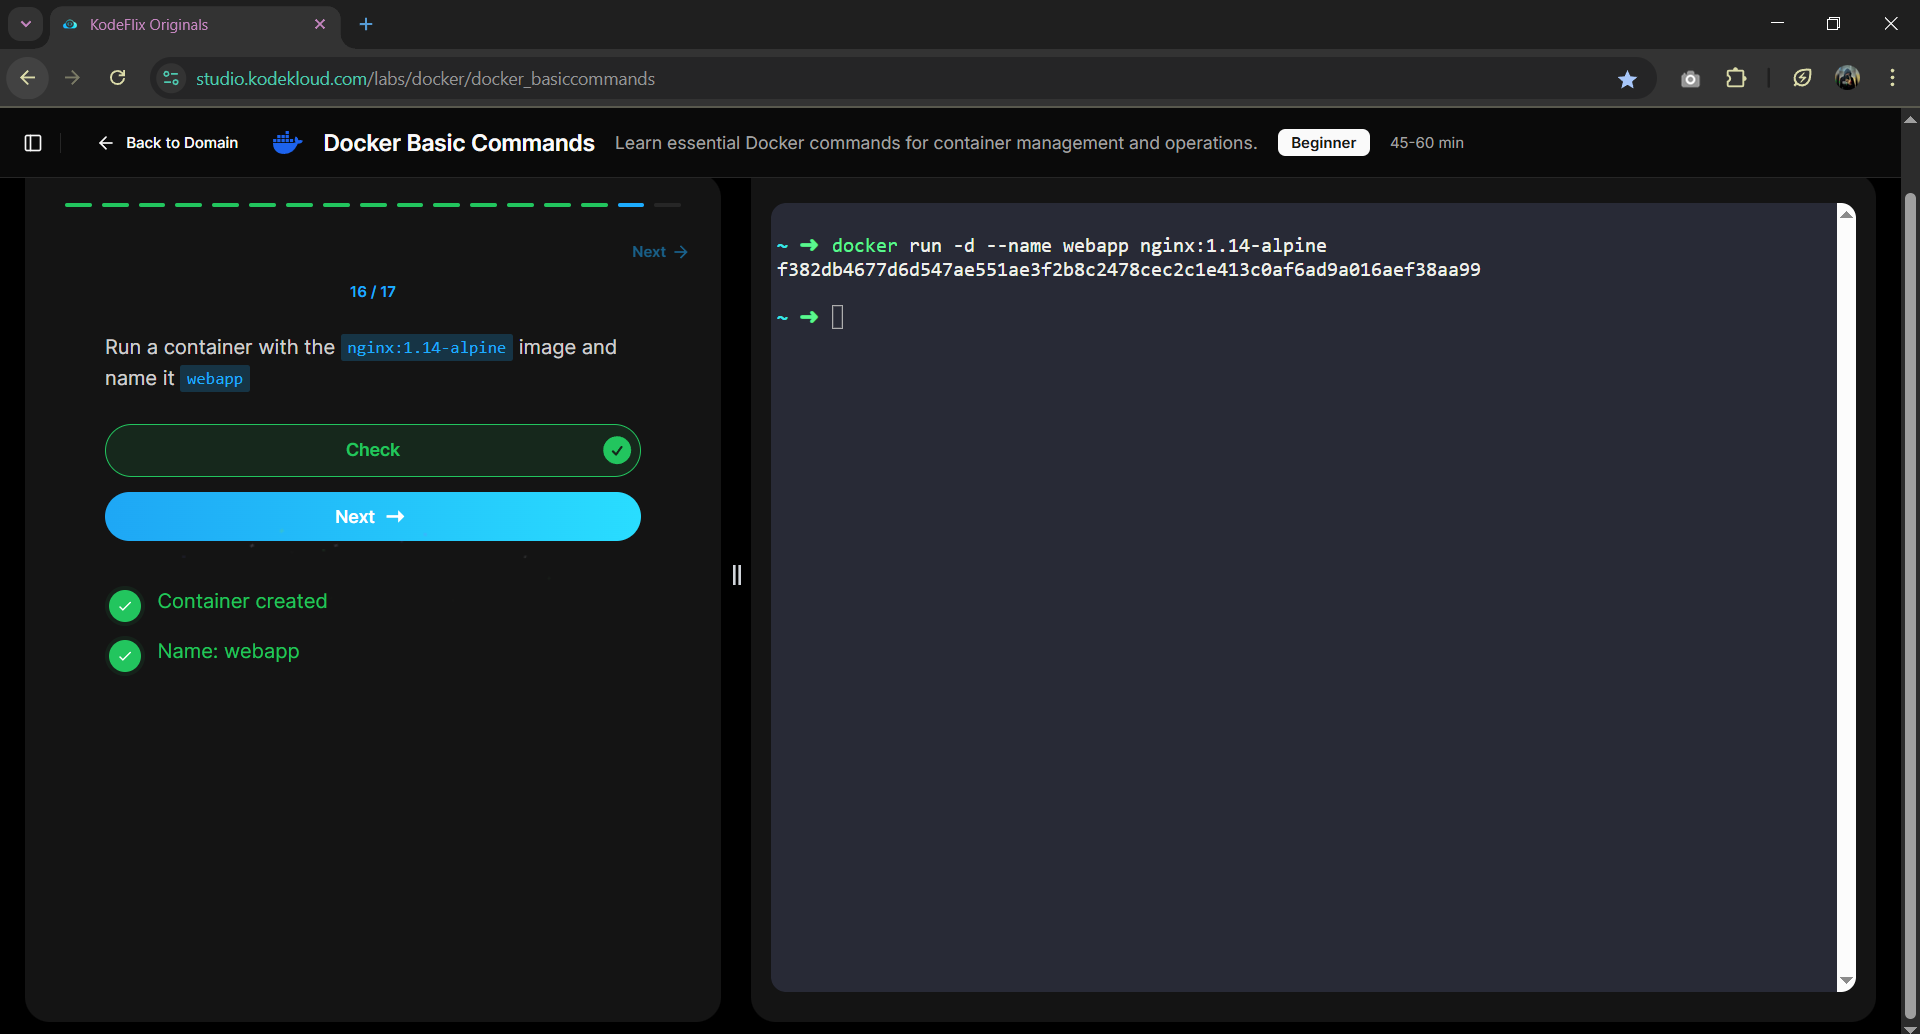 KodeFlix Originals
studio.kodekloud.com/labs/docker/docker_basiccommands
Back to Domain
Docker Basic Commands
Learn essential Docker commands for container management and operations.
Beginner
45-60 min
Next →
16 / 17
Run a container with the nginx:1.14-alpine image and
name it webapp
Check
Next →
Container created
Name: webapp
~ ➜ docker run -d --name webapp nginx:1.14-alpine
f382db4677d6d547ae551ae3f2b8c2478cec2c1e413c0af6ad9a016aef38aa99
~ ➜